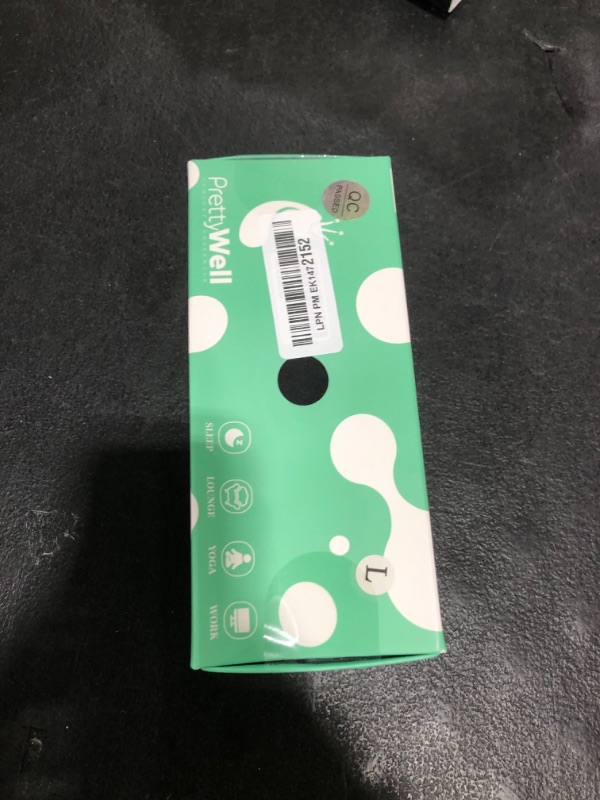 PrettyWell
QC
PASSED
LPN PM EK1472152
SLEEP
LOUNGE
YOGA
WORK
L